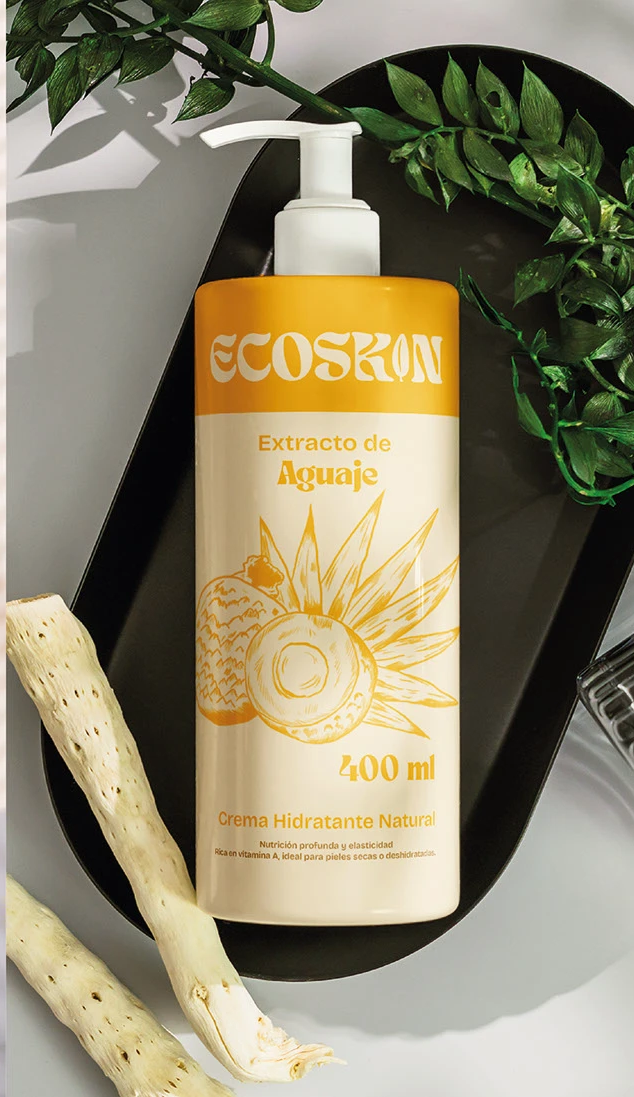 ECOSKIN
Extracto de
Aguaje
400 ml
Crema Hidratante Natural
Nutrición profunda y elasticidad
Rica en vitamina A, ideal para pieles secas o deshidratadas.